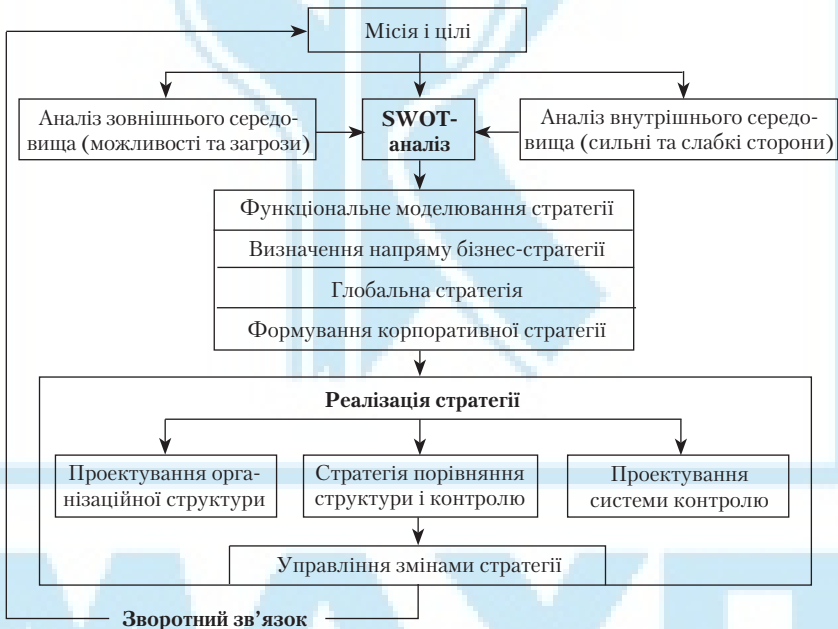 Місія і цілі
Аналіз зовнішнього середо-
вища (можливості та загрози)
SWOT-
аналіз
Аналіз внутрішнього середо-
вища (сильні та слабкі сторони)
Функціональне моделювання стратегії
Визначення напряму бізнес-стратегії
Глобальна стратегія
Формування корпоративної стратегії
Реалізація стратегії
Проектування орга-
нізаційної структури
Стратегія порівняння
структури і контролю
Проектування
системи контролю
Управління змінами стратегії
Зворотний зв’язок
МАУП